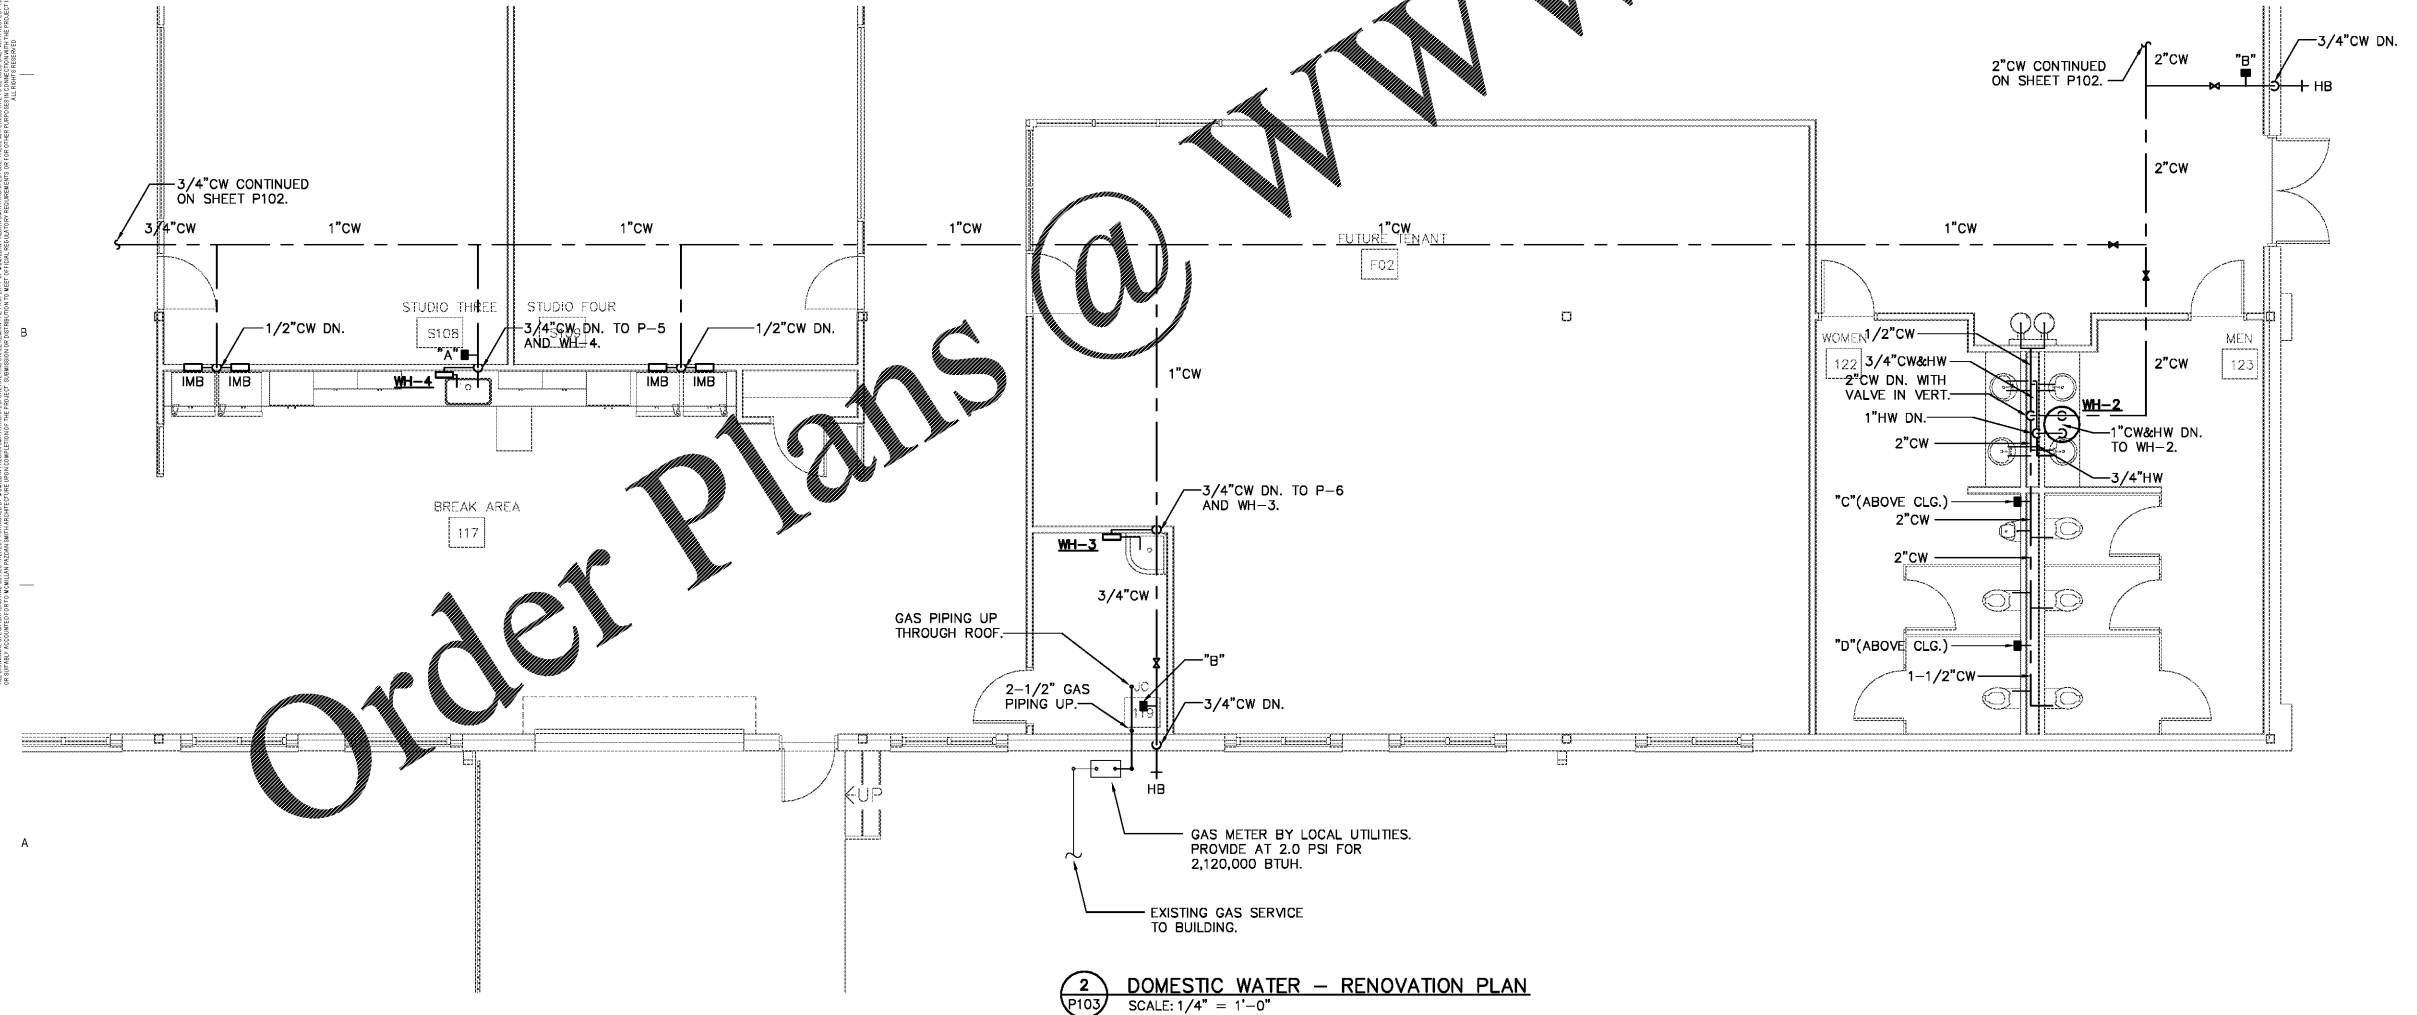 ALL RIGHTS RESERVED
B
A
3/4"CW CONTINUED
ON SHEET P102.
3/4"CW
1"CW
1"CW
1"CW
1"CW
1"CW
2"CW CONTINUED
ON SHEET P102.
2"CW
"B"
3/4"CW DN.
HB
2"CW
2"CW
FUTURE TENANT
F02
STUDIO THREE
S108
STUDIO FOUR
1/2"CW DN.
3/4"CW DN. TO P-5
AND WH-4.
1/2"CW DN.
"A"
WH-4
IMB
IMB
IMB
IMB
BREAK AREA
117
1"CW
3/4"CW DN. TO P-6
AND WH-3.
WH-3
3/4"CW
GAS PIPING UP
THROUGH ROOF.
"B"
JC
119
2-1/2" GAS
PIPING UP.
3/4"CW DN.
HB
UP
GAS METER BY LOCAL UTILITIES.
PROVIDE AT 2.0 PSI FOR
2,120,000 BTUH.
EXISTING GAS SERVICE
TO BUILDING.
WOMEN
122
MEN
123
1/2"CW
3/4"CW&HW
2"CW DN. WITH
VALVE IN VERT.
1"HW DN.
2"CW
WH-2
1"CW&HW DN.
TO WH-2.
3/4"HW
"C"(ABOVE CLG.)
2"CW
2"CW
"D"(ABOVE CLG.)
1-1/2"CW
Order Plans @ www
2
P103
DOMESTIC WATER – RENOVATION PLAN
SCALE: 1/4" = 1'-0"